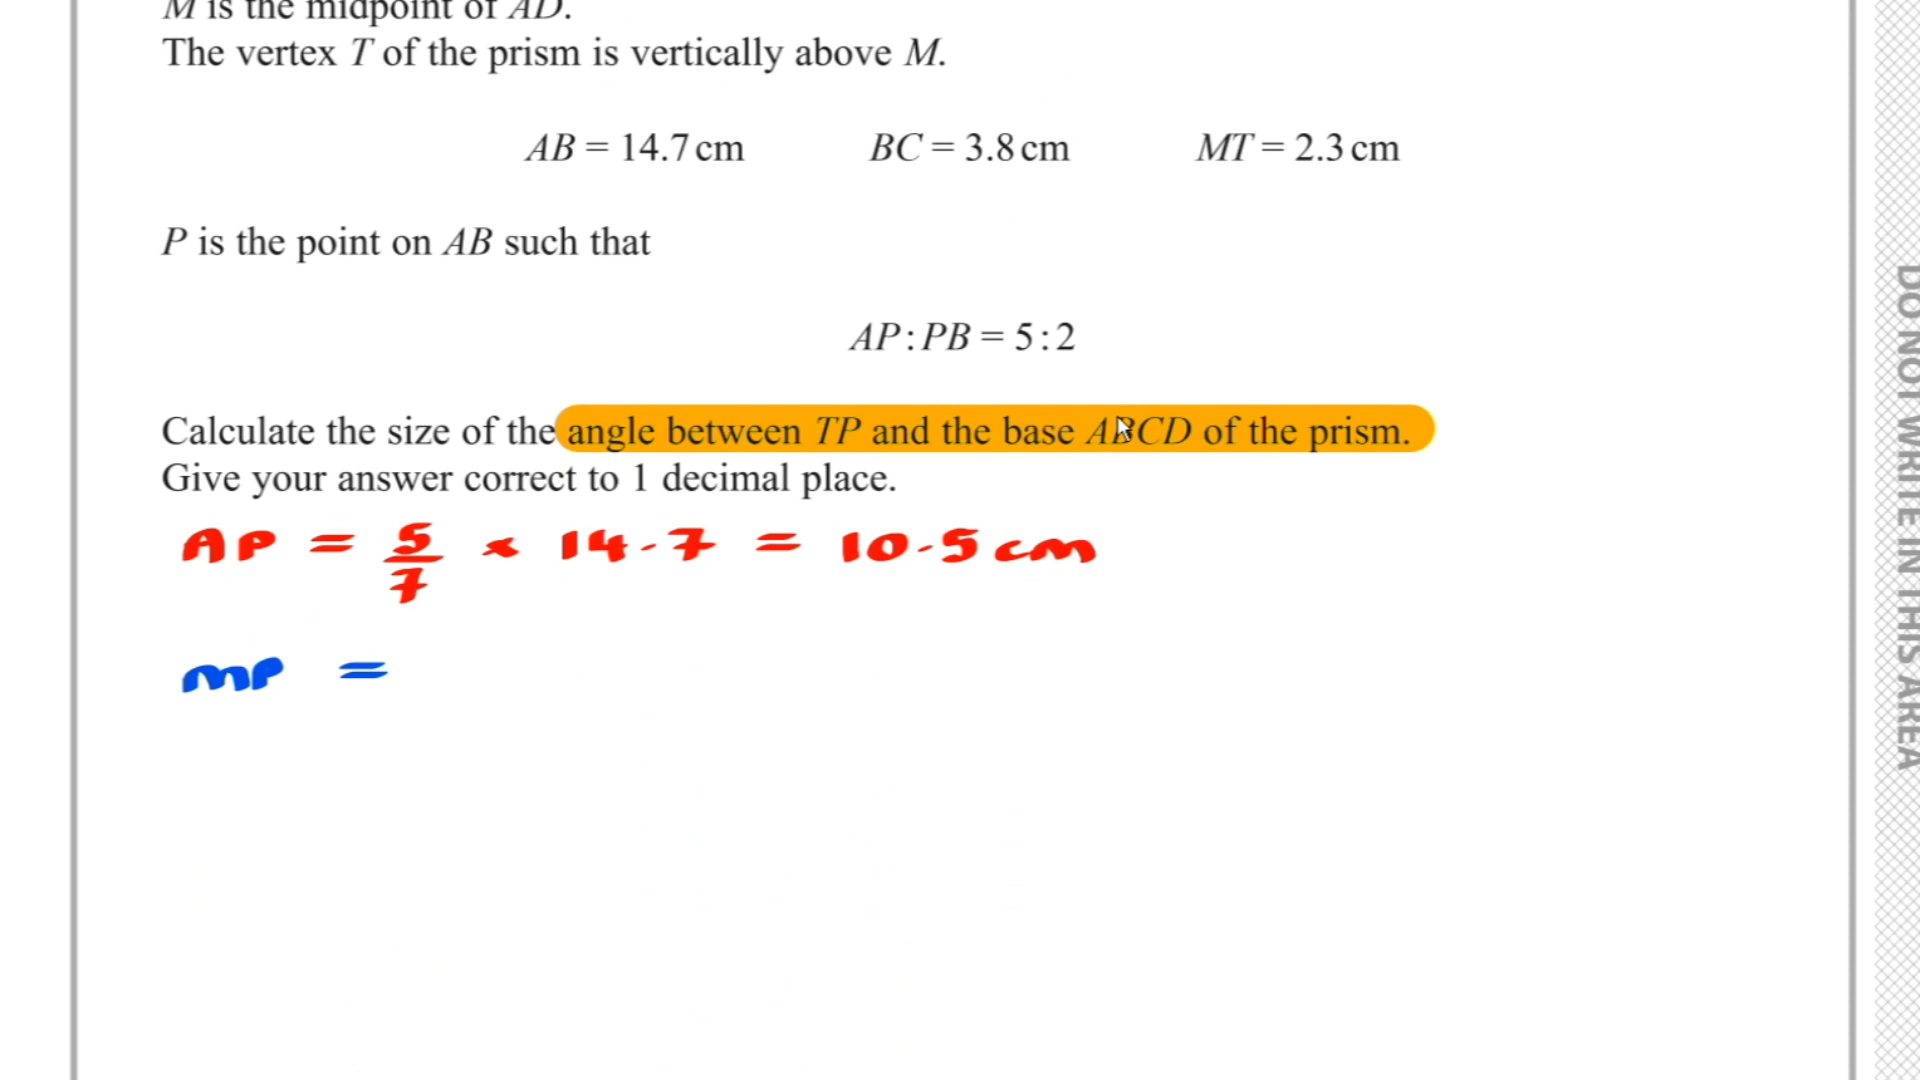 M is the midpoint of AD.
The vertex T of the prism is vertically above M.
AB = 14.7 cm BC = 3.8 cm MT = 2.3 cm
P is the point on AB such that
AP : PB = 5 : 2
Calculate the size of the angle between TP and the base ABCD of the prism.
Give your answer correct to 1 decimal place.
AP = 5/7 × 14.7 = 10.5 cm
MP =
DO NOT WRITE IN THIS AREA